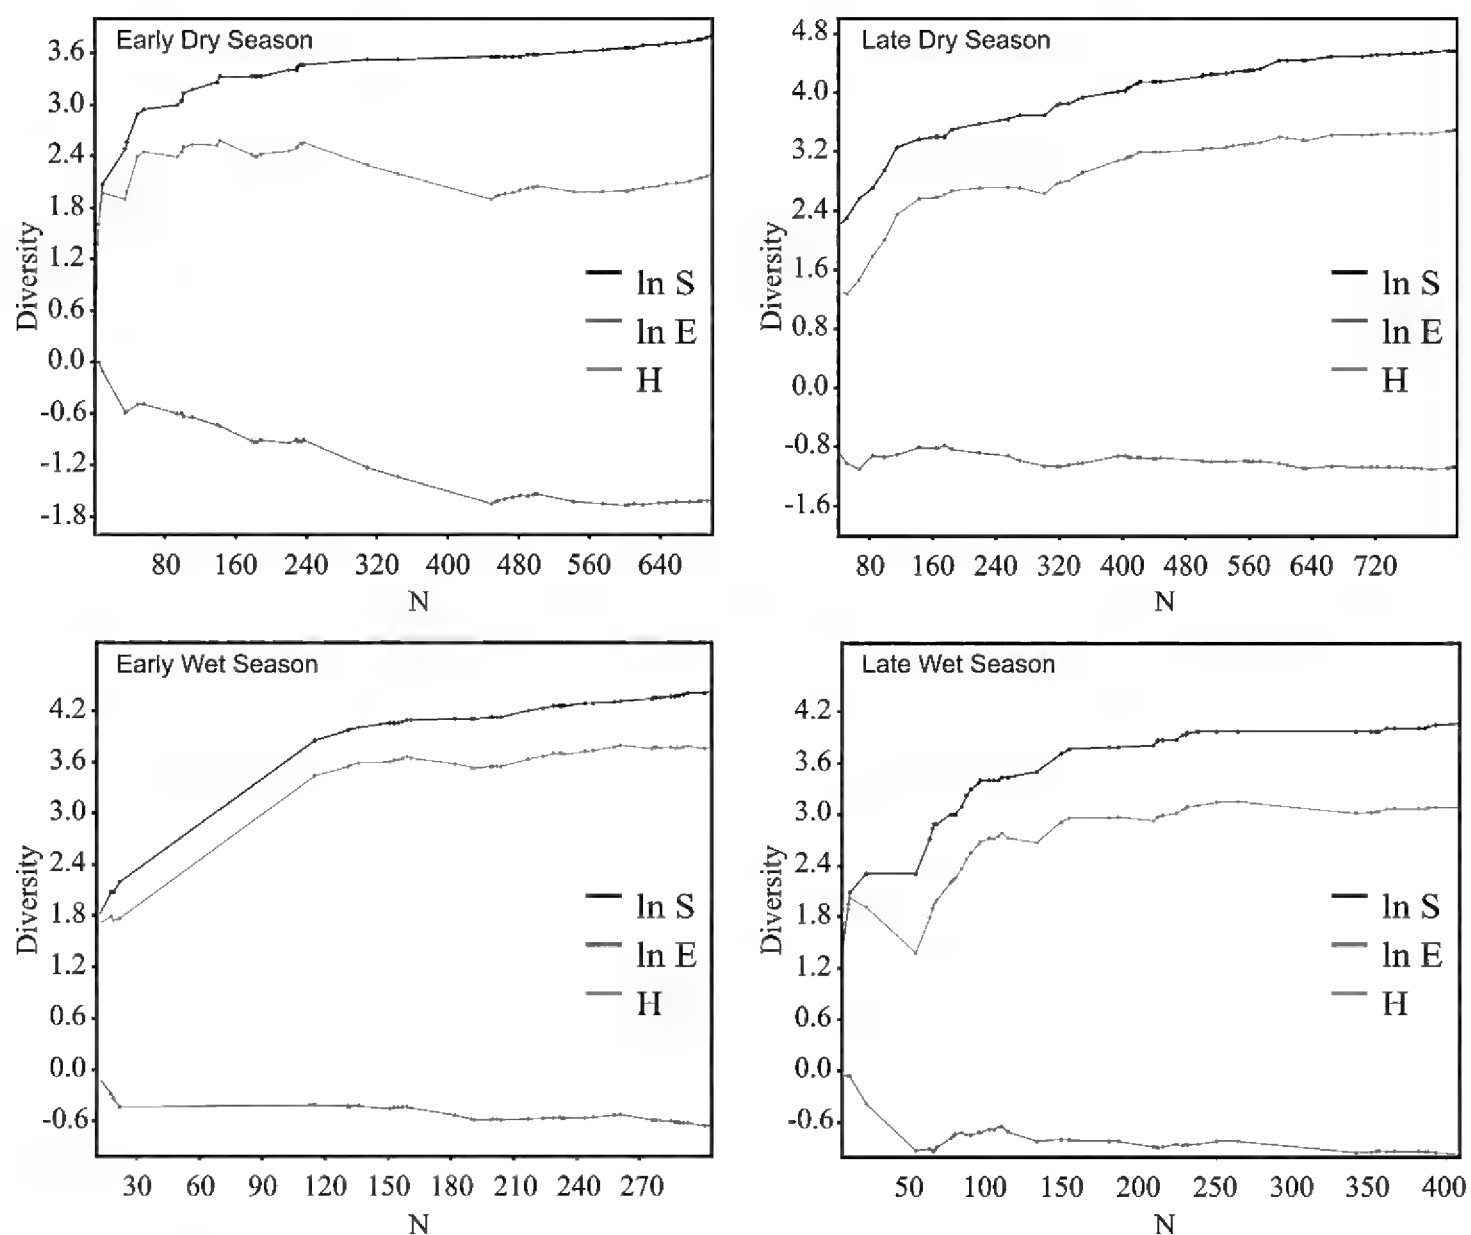 Early Dry Season
3.6
3.0
2.4
1.8
1.2
0.6
0.0
-0.6
-1.2
-1.8
Diversity
ln S
ln E
H
80 160 240 320 400 480 560 640
N
Late Dry Season
4.8
4.0
3.2
2.4
1.6
0.8
0.0
-0.8
-1.6
Diversity
ln S
ln E
H
80 160 240 320 400 480 560 640 720
N
Early Wet Season
4.2
3.6
3.0
2.4
1.8
1.2
0.6
0.0
-0.6
Diversity
ln S
ln E
H
30 60 90 120 150 180 210 240 270
N
Late Wet Season
4.2
3.6
3.0
2.4
1.8
1.2
0.6
0.0
-0.6
Diversity
ln S
ln E
H
50 100 150 200 250 300 350 400
N